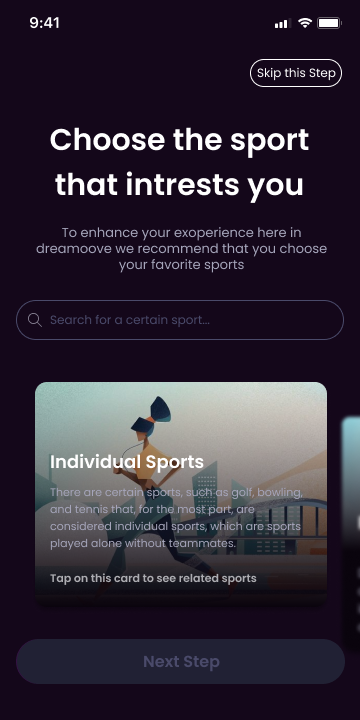 9:41
Skip this Step
Choose the sport
that intrests you
To enhance your exoperience here in
dreamoove we recommend that you choose
your favorite sports
Search for a certain sport...
Individual Sports
There are certain sports, such as golf, bowling,
and tennis that, for the most part, are
considered individual sports, which are sports
played alone without teammates.
Tap on this card to see related sports
Next Step